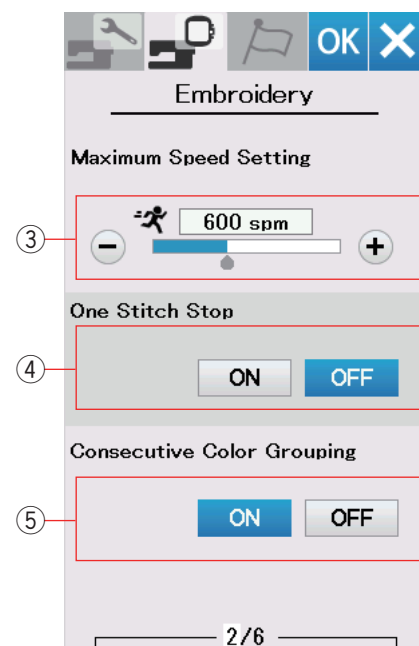 OK
Embroidery
Maximum Speed Setting
③ 600 spm
One Stitch Stop
④ ON OFF
Consecutive Color Grouping
⑤ ON OFF
2/6